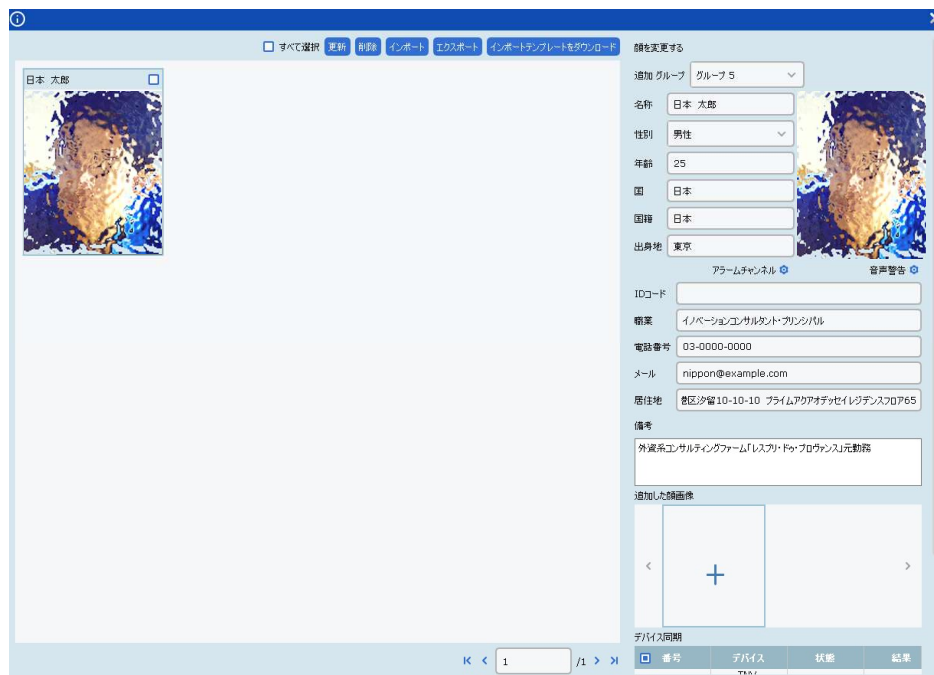 すべて選択 更新 削除 インポート エクスポート インポートテンプレートをダウンロード
日本 太郎
顔を変更する
追加 グループ グループ 5
名称 日本 太郎
性別 男性
年齢 25
国 日本
国籍 日本
出身地 東京
アラームチャンネル 音声警告
IDコード
職業 イノベーションコンサルタント・プリンシパル
電話番号 03-0000-0000
メール nippon@example.com
居住地 区汐留10-10-10 プライムアクアオデッセイレジデンスフロア65
備考
外資系コンサルティングファーム「レスプリ・ドゥ・プロヴァンス」元勤務
追加した顔画像
デバイス同期
番号 デバイス 状態 結果
1 /1